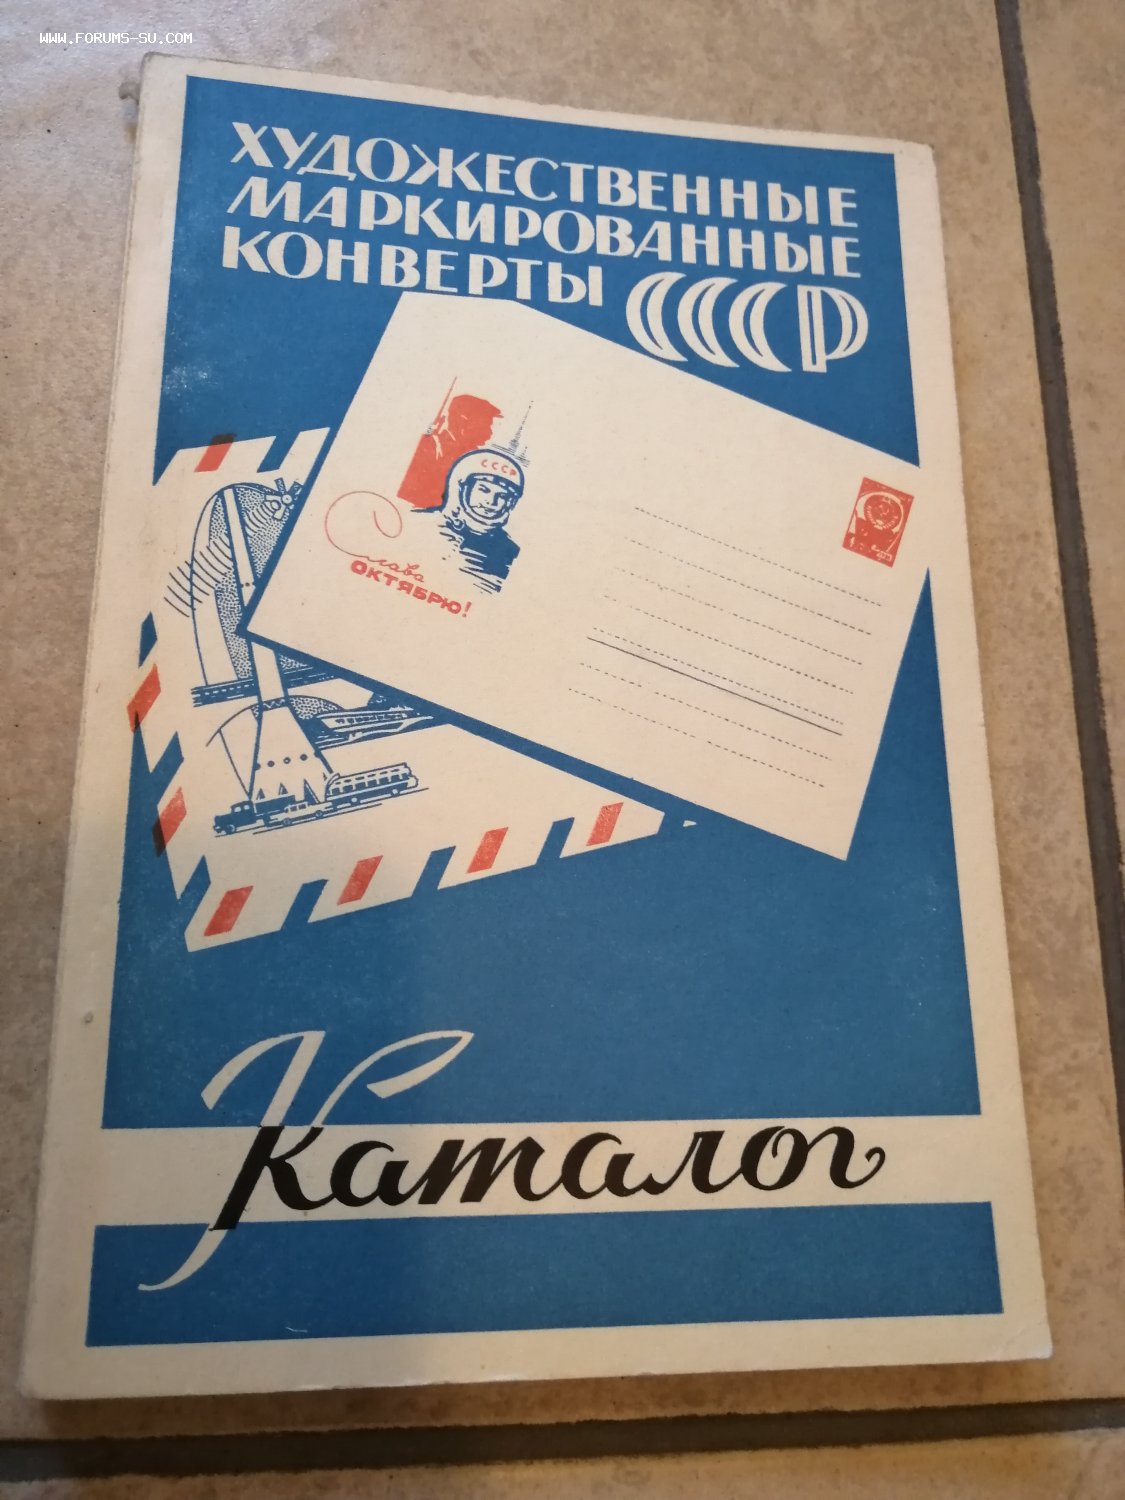 WWW.FORUMS-SU.COM
ХУДОЖЕСТВЕННЫЕ
МАРКИРОВАННЫЕ
КОНВЕРТЫ СССР
СССР
Слава
ОКТЯБРЮ!
Каталог